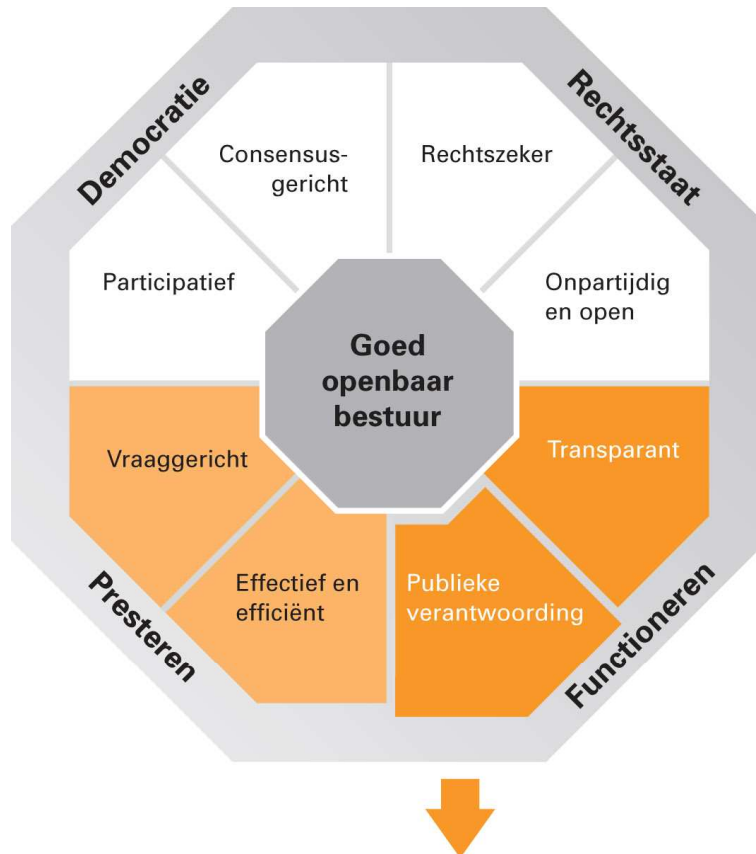 Democratie
Rechtsstaat
Consensus-
gericht
Rechtszeker
Participatief
Onpartijdig
en open
Goed
openbaar
bestuur
Vraaggericht
Transparant
Effectief en
efficiënt
Publieke
verantwoording
Presteren
Functioneren